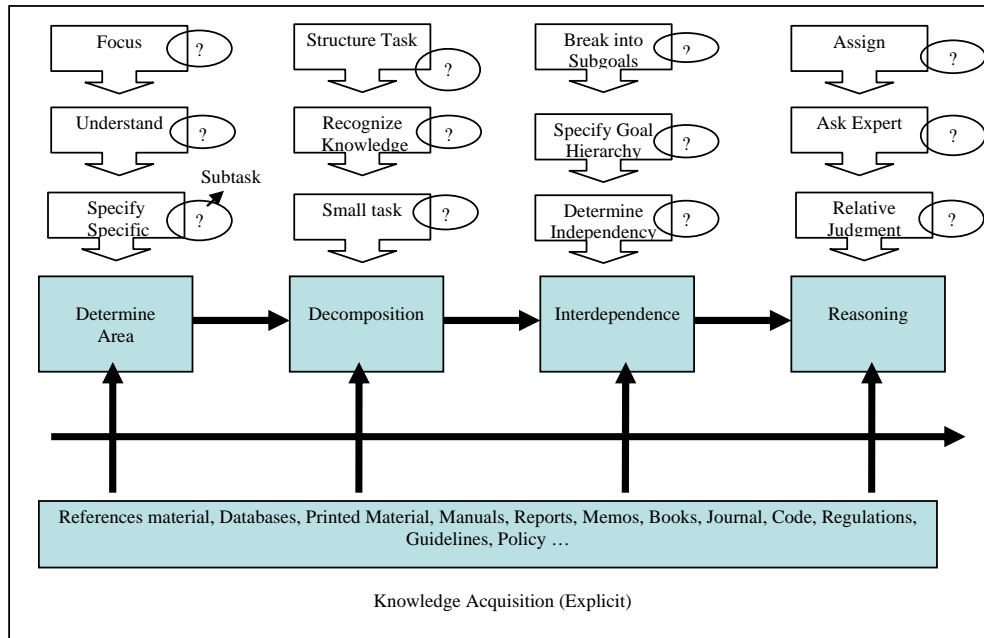 Focus
?
Structure Task
?
Break into
Subgoals
?
Assign
?
Understand
?
Recognize
Knowledge
?
Specify Goal
Hierarchy
?
Ask Expert
?
Subtask
Specify
Specific
?
Small task
?
Determine
Independency
?
Relative
Judgment
?
Determine
Area
Decomposition
Interdependence
Reasoning
References material, Databases, Printed Material, Manuals, Reports, Memos, Books, Journal, Code, Regulations,
Guidelines, Policy …
Knowledge Acquisition (Explicit)